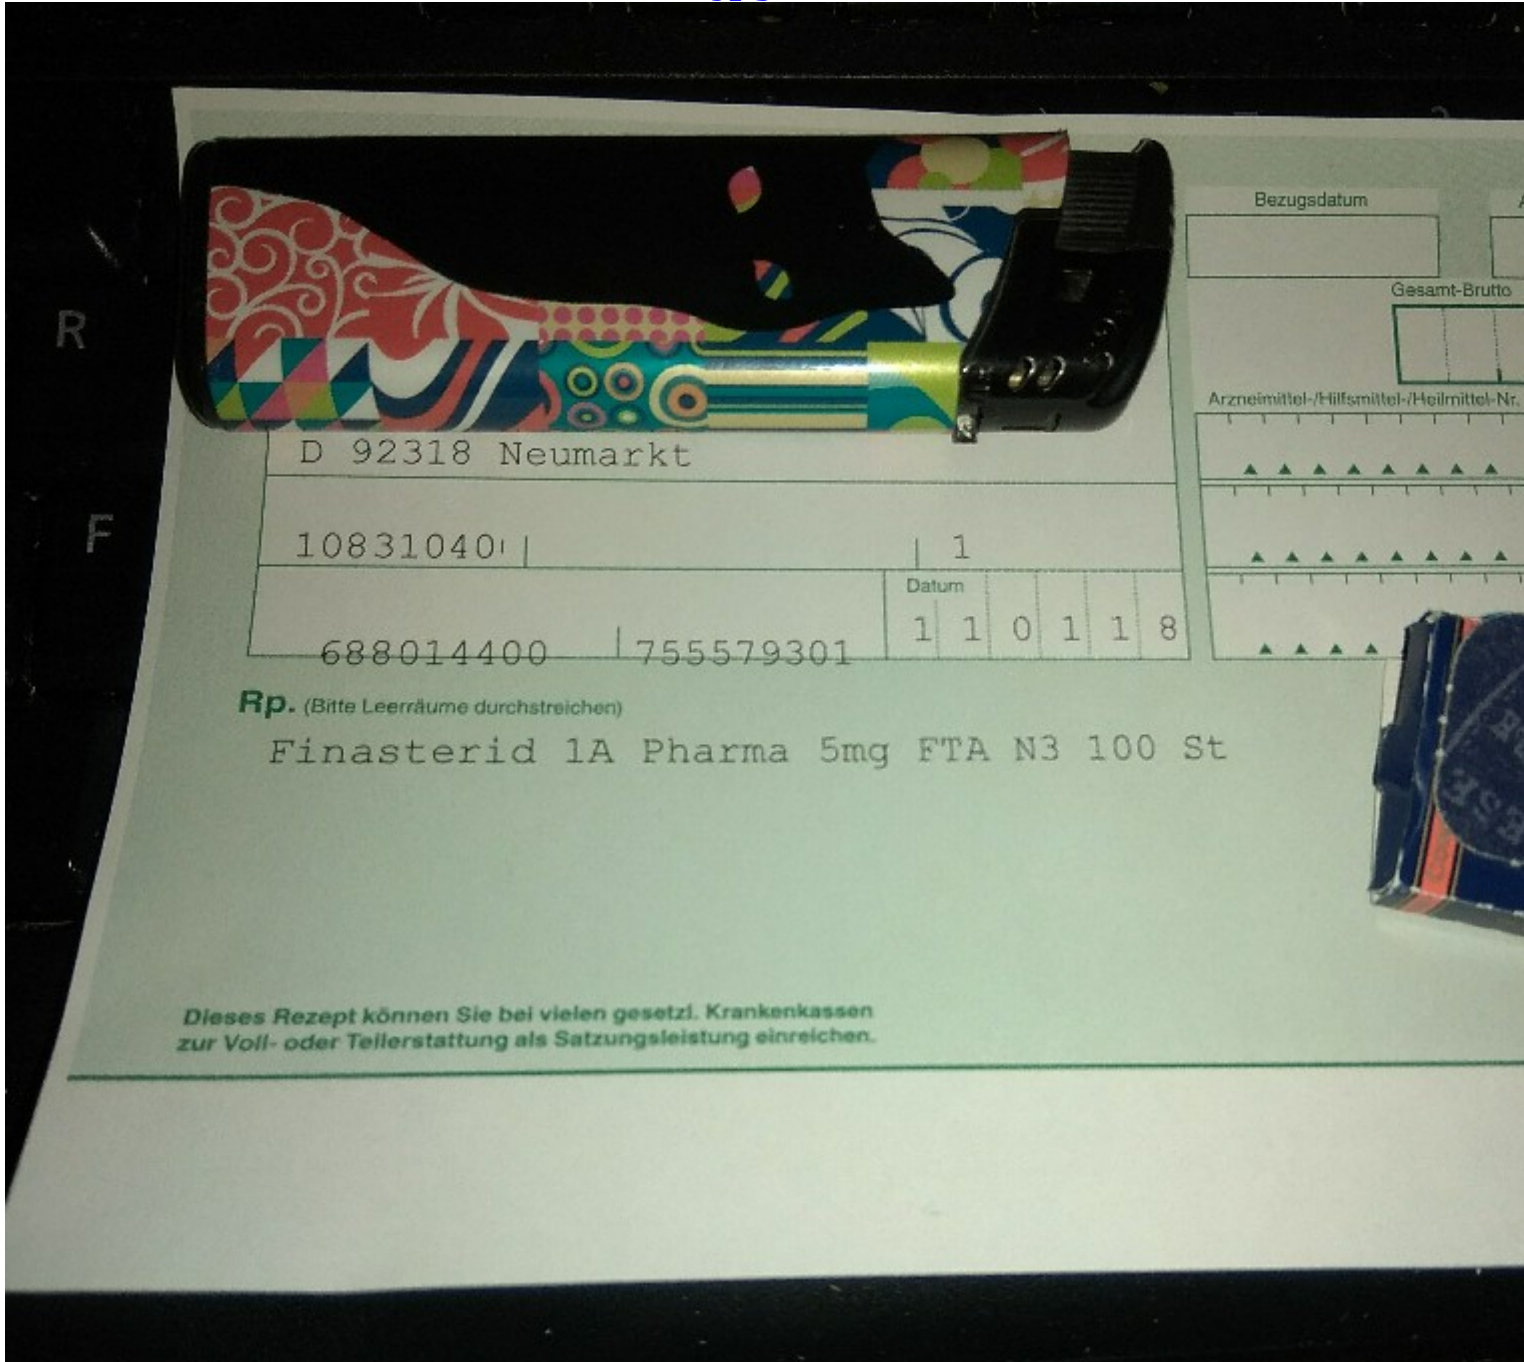 Bezugsdatum
Gesamt-Brutto
Arzneimittel-/Hilfsmittel-/Heilmittel-Nr.
R
D 92318 Neumarkt
F
10831040 1
Datum
1 1 0 1 1 8
688014400 755579301
Rp. (Bitte Leerräume durchstreichen)
Finasterid 1A Pharma 5mg FTA N3 100 St
Dieses Rezept können Sie bei vielen gesetzl. Krankenkassen
zur Voll- oder Teilerstattung als Satzungsleistung einreichen.